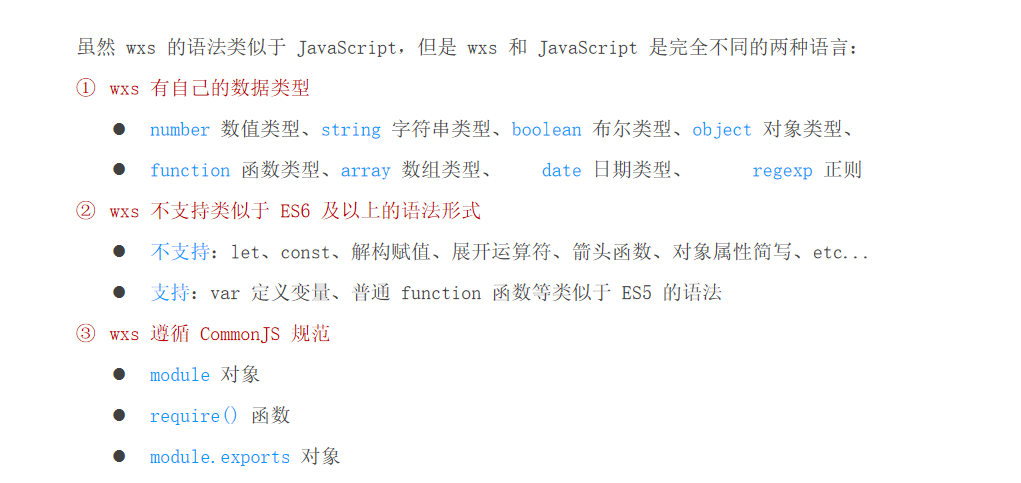 虽然 wxs 的语法类似于 JavaScript，但是 wxs 和 JavaScript 是完全不同的两种语言：
① wxs 有自己的数据类型
● number 数值类型、string 字符串类型、boolean 布尔类型、object 对象类型、
● function 函数类型、array 数组类型、 date 日期类型、 regexp 正则
② wxs 不支持类似于 ES6 及以上的语法形式
● 不支持：let、const、解构赋值、展开运算符、箭头函数、对象属性简写、etc...
● 支持：var 定义变量、普通 function 函数等类似于 ES5 的语法
③ wxs 遵循 CommonJS 规范
● module 对象
● require() 函数
● module.exports 对象